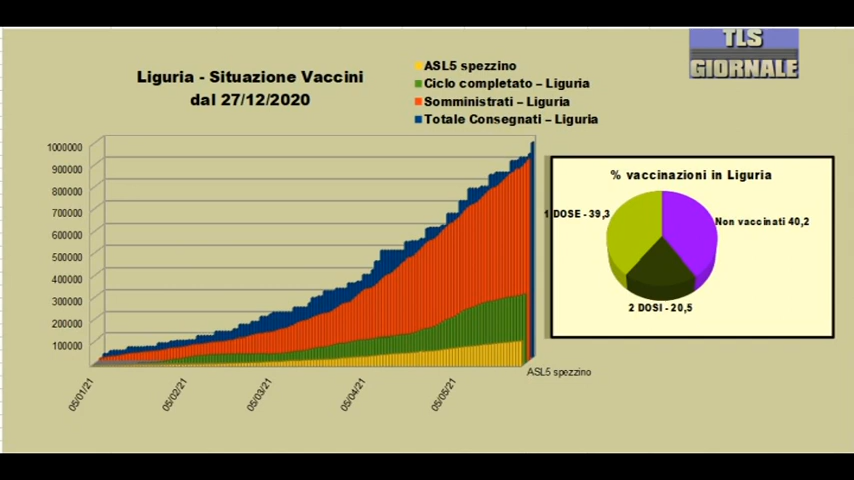 TLS
GIORNALE
Liguria - Situazione Vaccini
dal 27/12/2020
ASL5 spezzino
Ciclo completato – Liguria
Somministrati – Liguria
Totale Consegnati – Liguria
1000000
900000
800000
700000
600000
500000
400000
300000
200000
100000
05/01/21
05/02/21
05/03/21
05/04/21
05/05/21
ASL5 spezzino
% vaccinazioni in Liguria
1 DOSE - 39,3
Non vaccinati 40,2
2 DOSI - 20,5